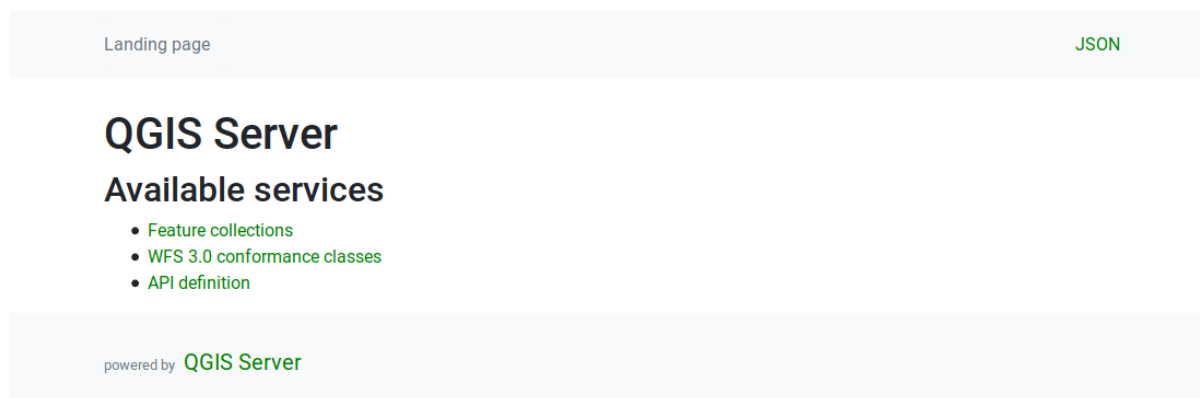 Landing page JSON
QGIS Server
Available services
Feature collections
WFS 3.0 conformance classes
API definition
powered by QGIS Server